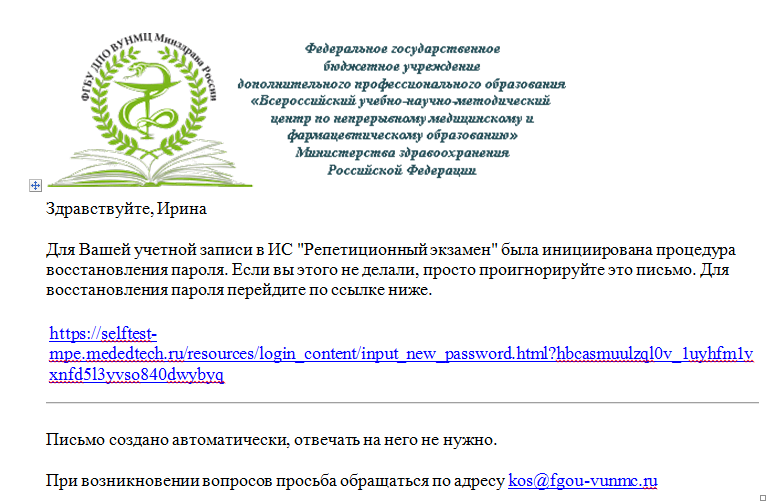 ФГБУ ДПО ВУНМЦ Минздрава России
Федеральное государственное
бюджетное учреждение
дополнительного профессионального образования
«Всероссийский учебно-научно-методический
центр по непрерывному медицинскому и
фармацевтическому образованию»
Министерства здравоохранения
Российской Федерации
Здравствуйте, Ирина
Для Вашей учетной записи в ИС "Репетиционный экзамен" была инициирована процедура
восстановления пароля. Если вы этого не делали, просто проигнорируйте это письмо. Для
восстановления пароля перейдите по ссылке ниже.
https://selftest-
mpe.mededtech.ru/resources/login_content/input_new_password.html?hbcasmuulzql0v_1uyhfm1v
xnfd5l3yvso840dwybyq
Письмо создано автоматически, отвечать на него не нужно.
При возникновении вопросов просьба обращаться по адресу kos@fgou-vunmc.ru